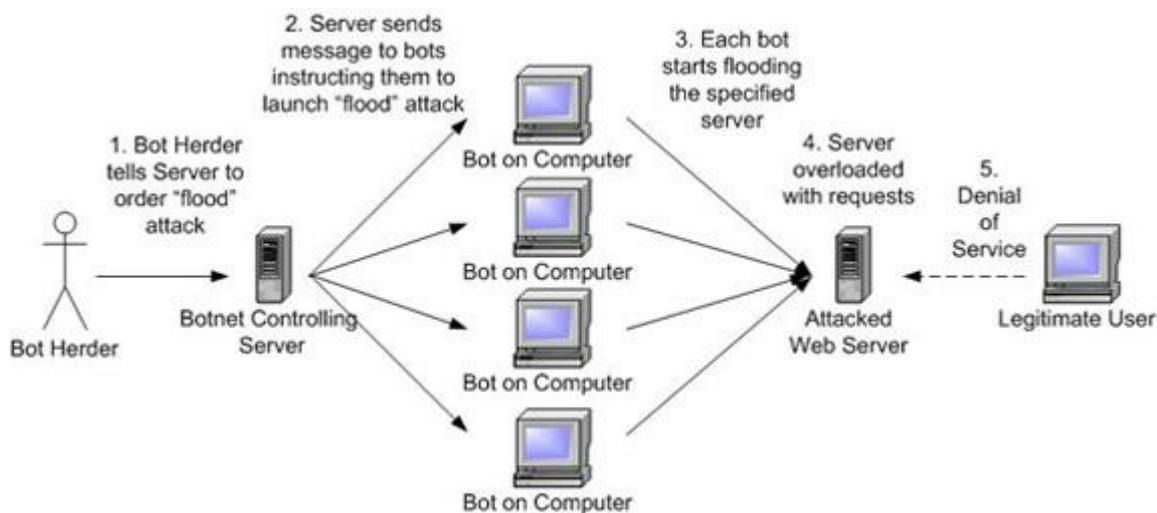 1. Bot Herder
tells Server to
order “flood”
attack
2. Server sends
message to bots
instructing them to
launch “flood” attack
3. Each bot
starts flooding
the specified
server
4. Server
overloaded
with requests
5.
Denial
of
Service
Bot Herder
Botnet Controlling
Server
Bot on Computer
Bot on Computer
Bot on Computer
Bot on Computer
Attacked
Web Server
Legitimate User